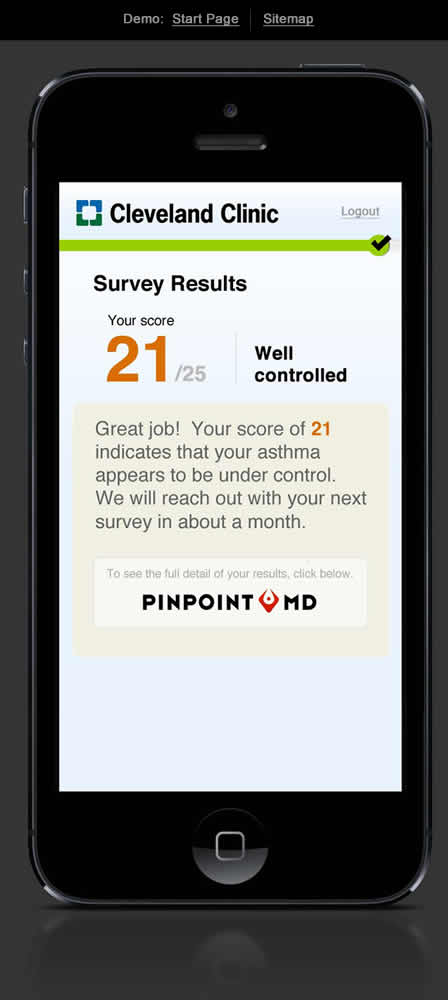 Demo: Start Page Sitemap
Cleveland Clinic Logout
Survey Results
Your score
21/25
Well
controlled
Great job! Your score of 21
indicates that your asthma
appears to be under control.
We will reach out with your next
survey in about a month.
To see the full detail of your results, click below.
PINPOINT MD